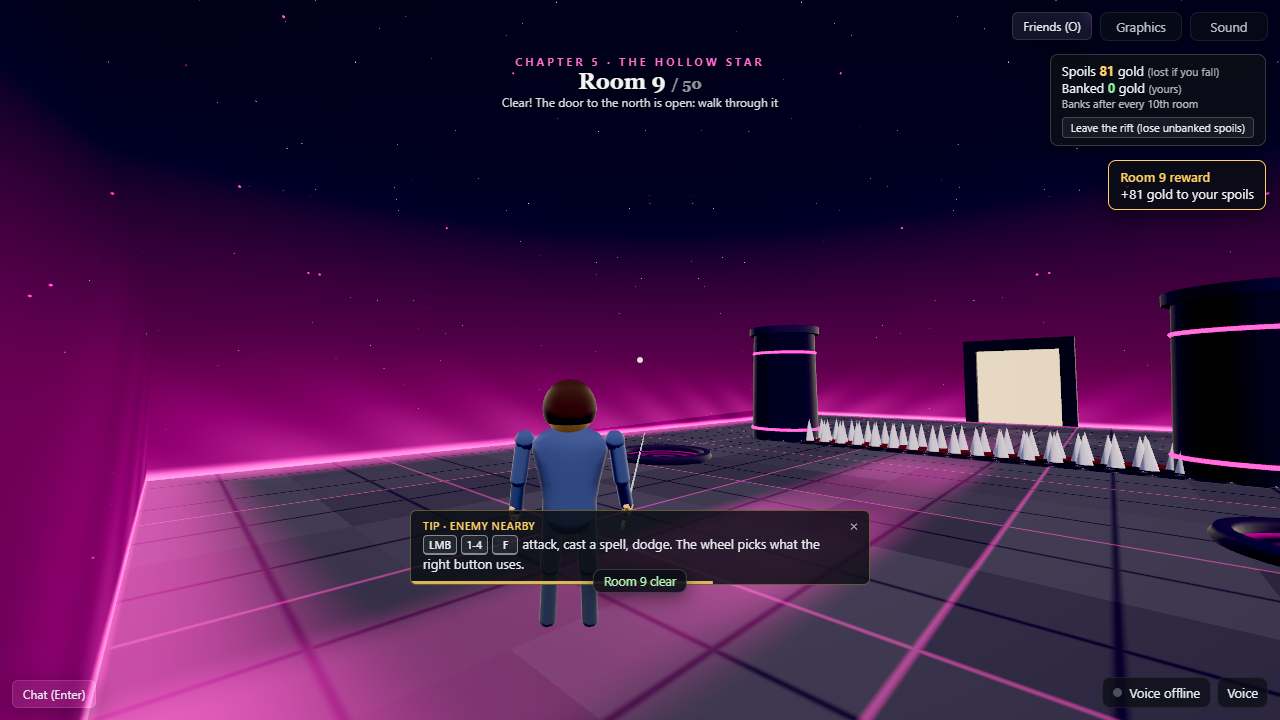 Friends (O)
Graphics
Sound
CHAPTER 5 · THE HOLLOW STAR
Room 9 / 50
Clear! The door to the north is open: walk through it
Spoils 81 gold (lost if you fall)
Banked 0 gold (yours)
Banks after every 10th room
Leave the rift (lose unbanked spoils)
Room 9 reward
+81 gold to your spoils
TIP · ENEMY NEARBY
×
LMB 1-4 F attack, cast a spell, dodge. The wheel picks what the
right button uses.
Room 9 clear
Chat (Enter)
Voice offline
Voice